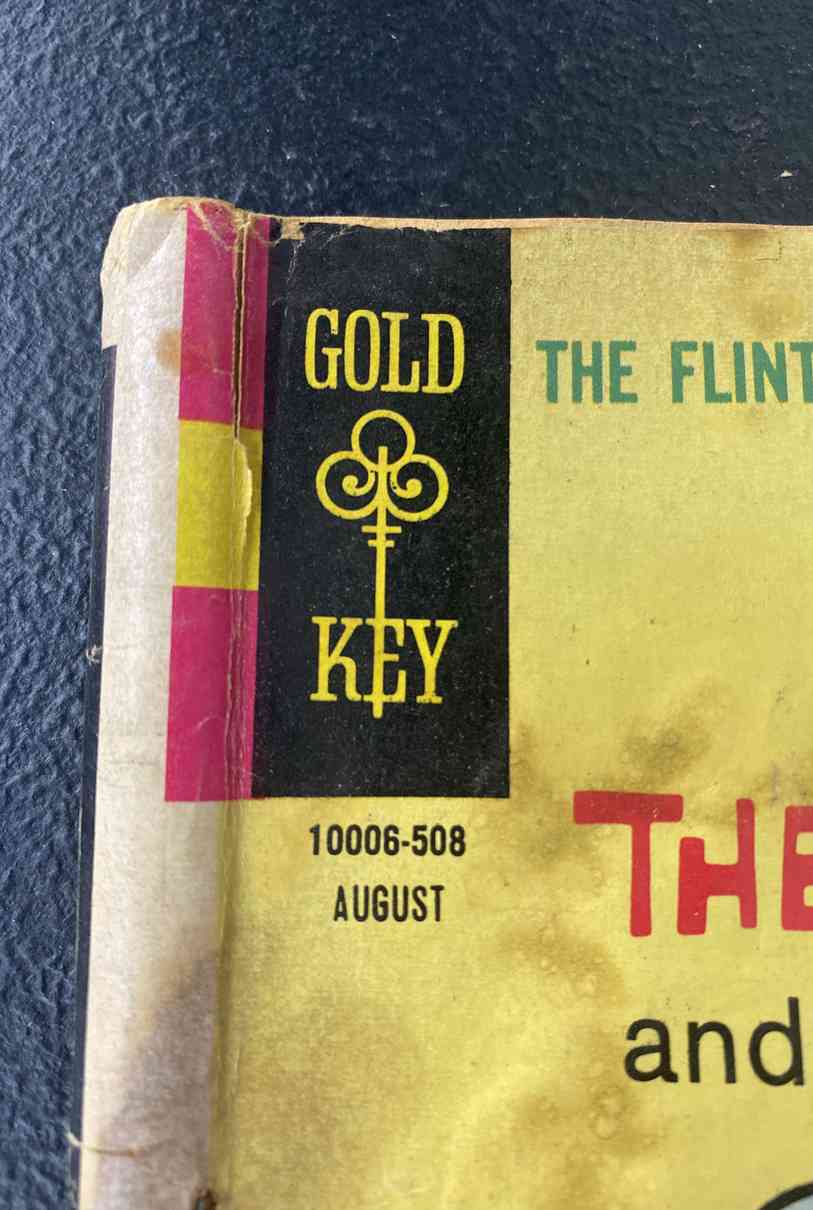 GOLD
KEY
THE FLINT
10006-508
AUGUST
THE
and